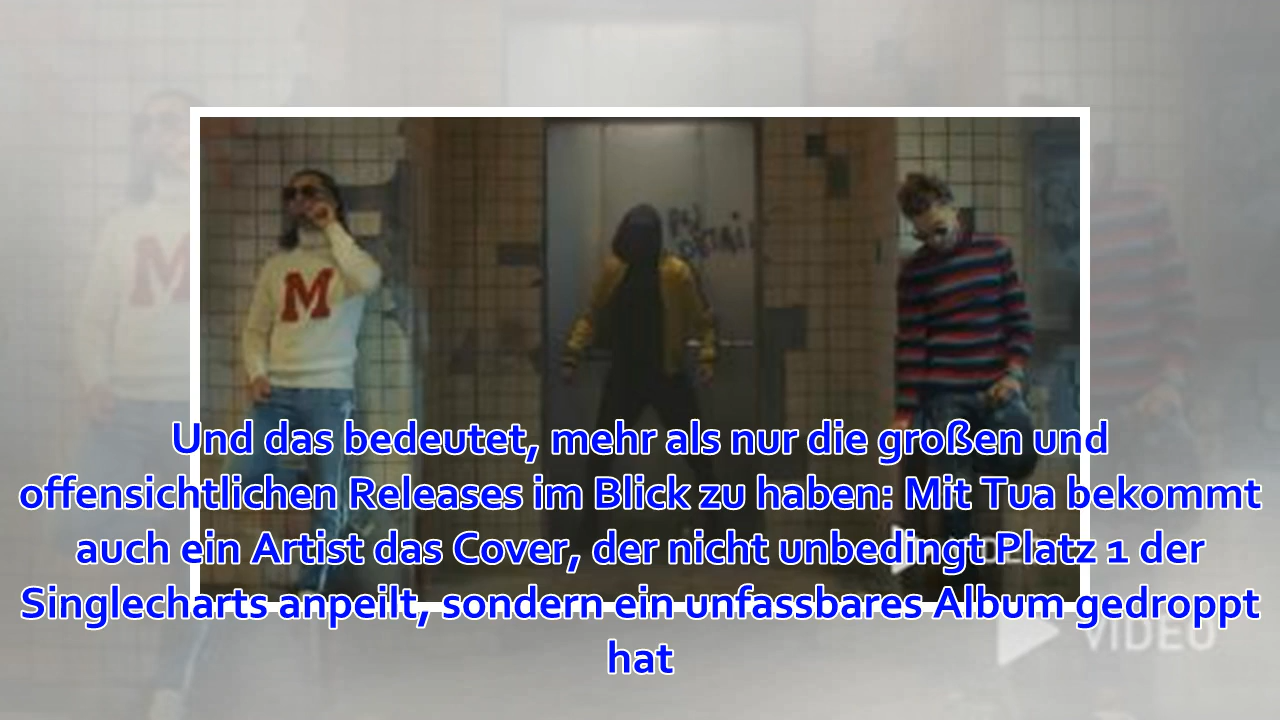 M
Und das bedeutet, mehr als nur die großen und
offensichtlichen Releases im Blick zu haben: Mit Tua bekommt
auch ein Artist das Cover, der nicht unbedingt Platz 1 der
Singlecharts anpeilt, sondern ein unfassbares Album gedroppt
hat
VIDEO